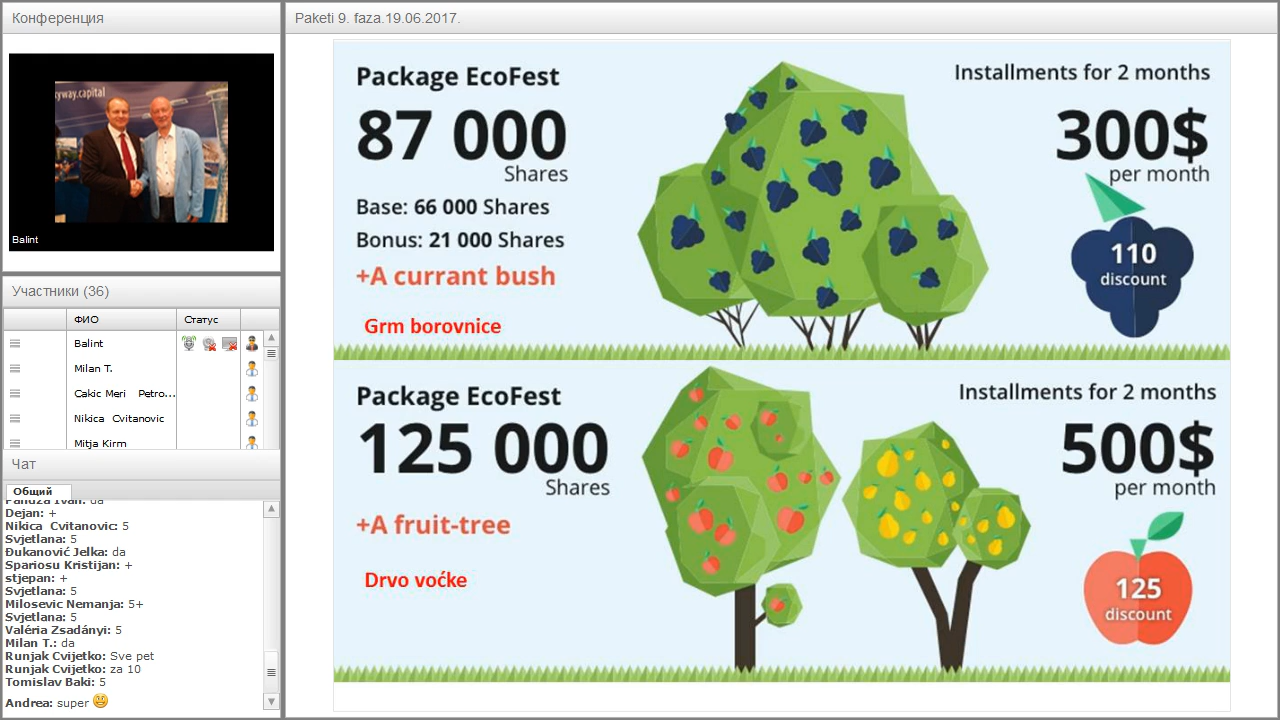 Конференция
yway.capital
Balint
Участники (36)
ФИО
Статус
Balint
Milan T.
Cakic Meri Petro...
Nikica Cvitanovic
Mitja Kirm
Чат
Общий
Dejan: +
Nikica Cvitanovic: 5
Svjetlana: 5
Đukanović Jelka: da
Spariosu Kristijan: +
stjepan: +
Svjetlana: 5
Milosevic Nemanja: 5+
Svjetlana: 5
Valéria Zsadányi: 5
Milan T.: da
Runjak Cvijetko: Sve pet
Runjak Cvijetko: za 10
Tomislav Baki: 5
Andrea: super
Paketi 9. faza.19.06.2017.
Package EcoFest
87 000
Shares
Base: 66 000 Shares
Bonus: 21 000 Shares
+A currant bush
Grm borovnice
Installments for 2 months
300$
per month
110
discount
Package EcoFest
125 000
Shares
+A fruit-tree
Drvo voćke
Installments for 2 months
500$
per month
125
discount